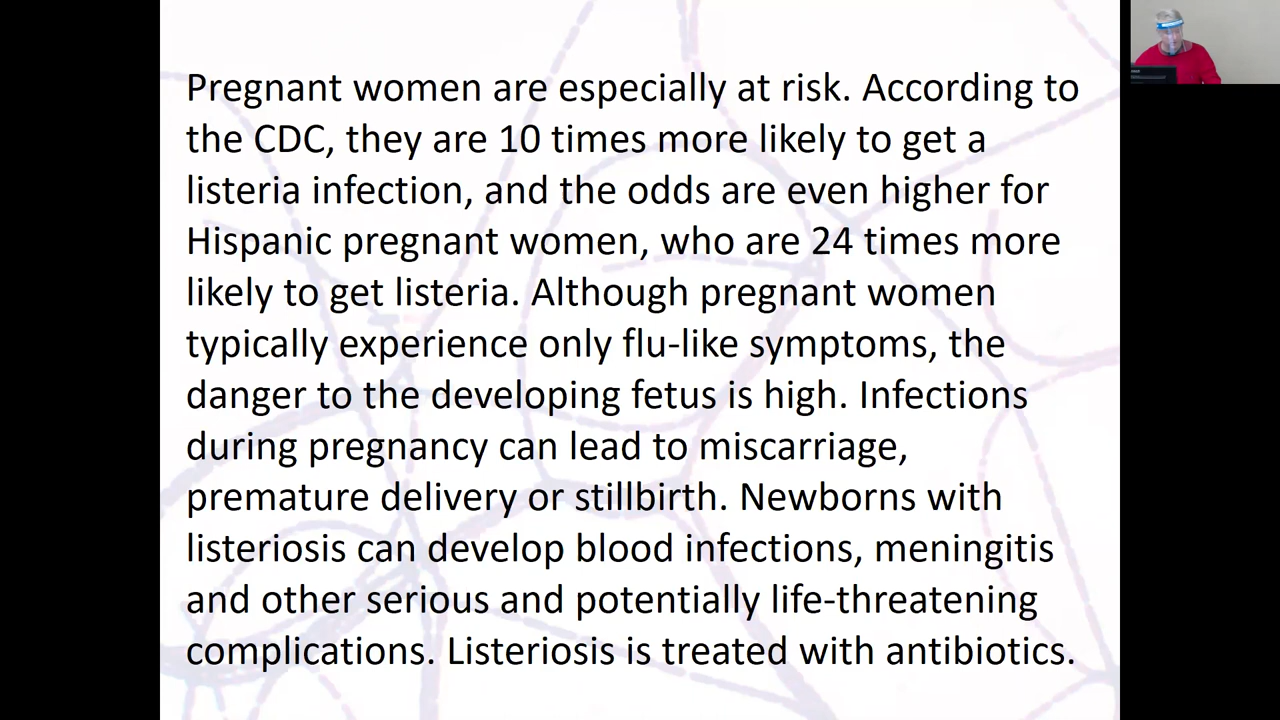 Pregnant women are especially at risk. According to
the CDC, they are 10 times more likely to get a
listeria infection, and the odds are even higher for
Hispanic pregnant women, who are 24 times more
likely to get listeria. Although pregnant women
typically experience only flu-like symptoms, the
danger to the developing fetus is high. Infections
during pregnancy can lead to miscarriage,
premature delivery or stillbirth. Newborns with
listeriosis can develop blood infections, meningitis
and other serious and potentially life-threatening
complications. Listeriosis is treated with antibiotics.